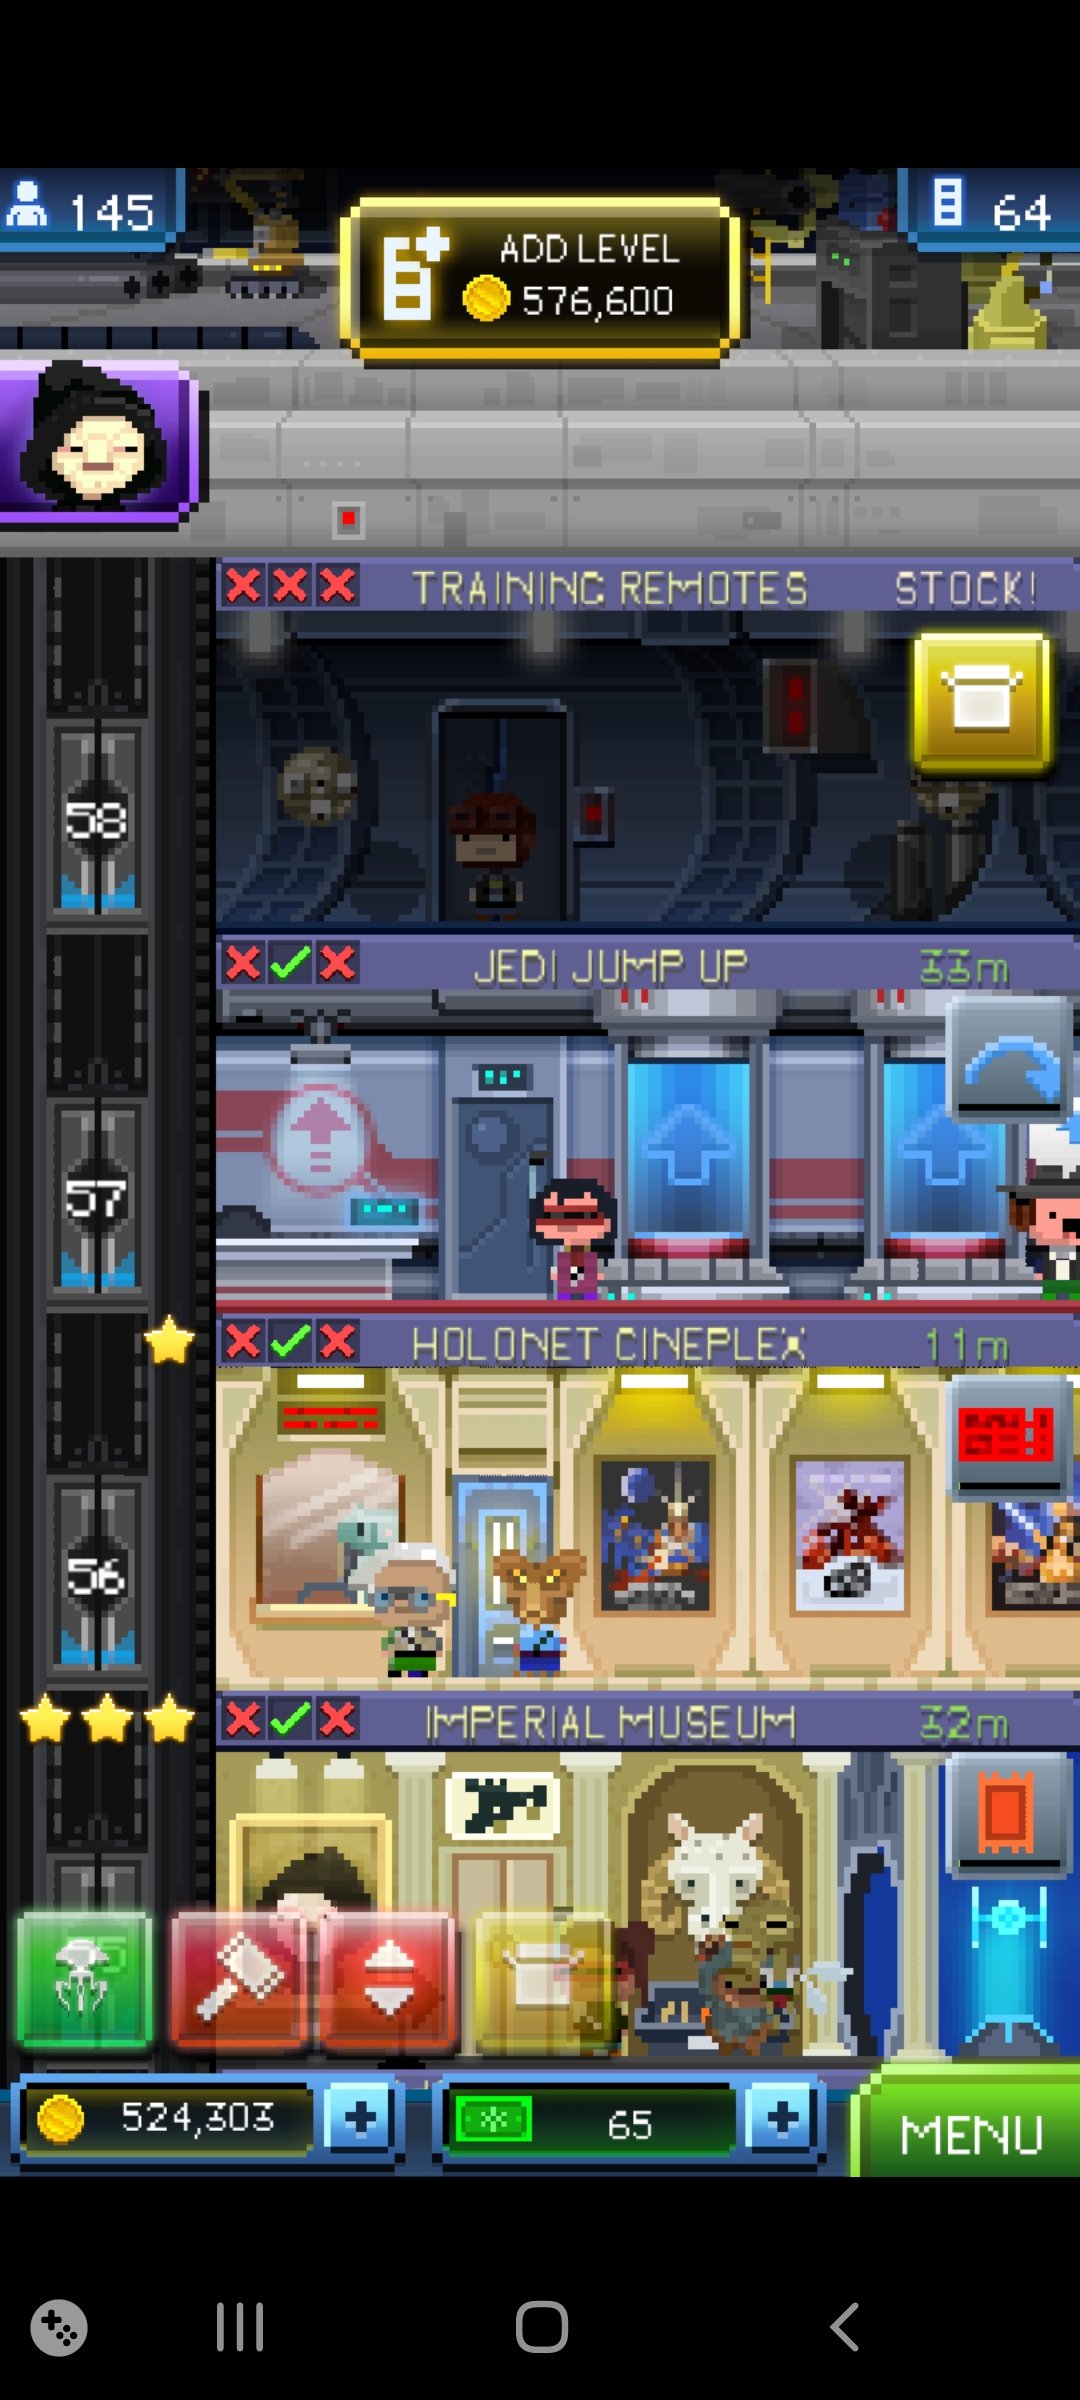 145
ADD LEVEL
576,600
64
TRAINING REMOTES STOCK!
58
JEDI JUMP UP 33m
57
HOLONET CINEPLEX 11m
56
IMPERIAL MUSEUM 32m
524,303
65
MENU